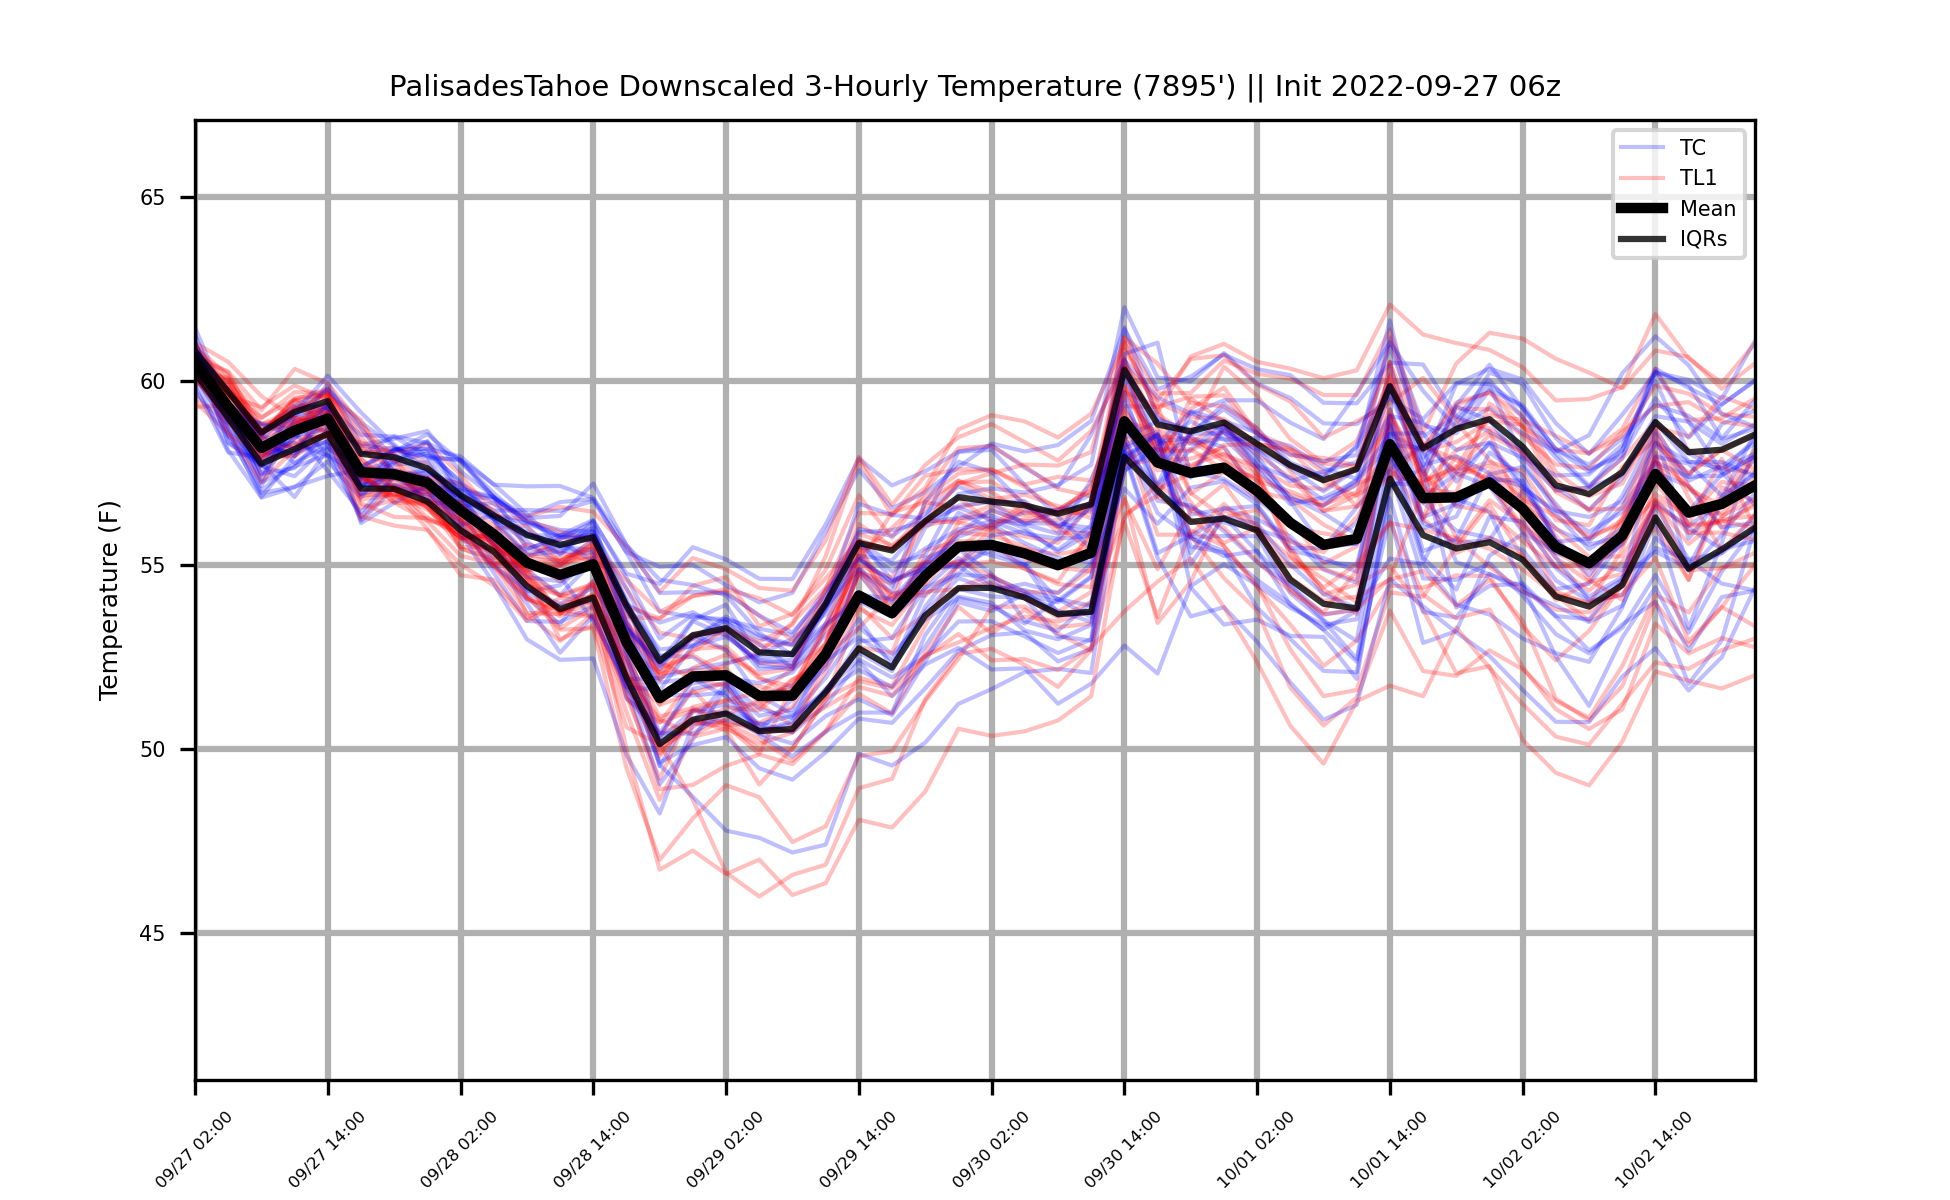 PalisadesTahoe Downscaled 3-Hourly Temperature (7895') || Init 2022-09-27 06z
TC
TL1
Mean
IQRs
Temperature (F)
65
60
55
50
45
09/27 02:00
09/27 14:00
09/28 02:00
09/28 14:00
09/29 02:00
09/29 14:00
09/30 02:00
09/30 14:00
10/01 02:00
10/01 14:00
10/02 02:00
10/02 14:00